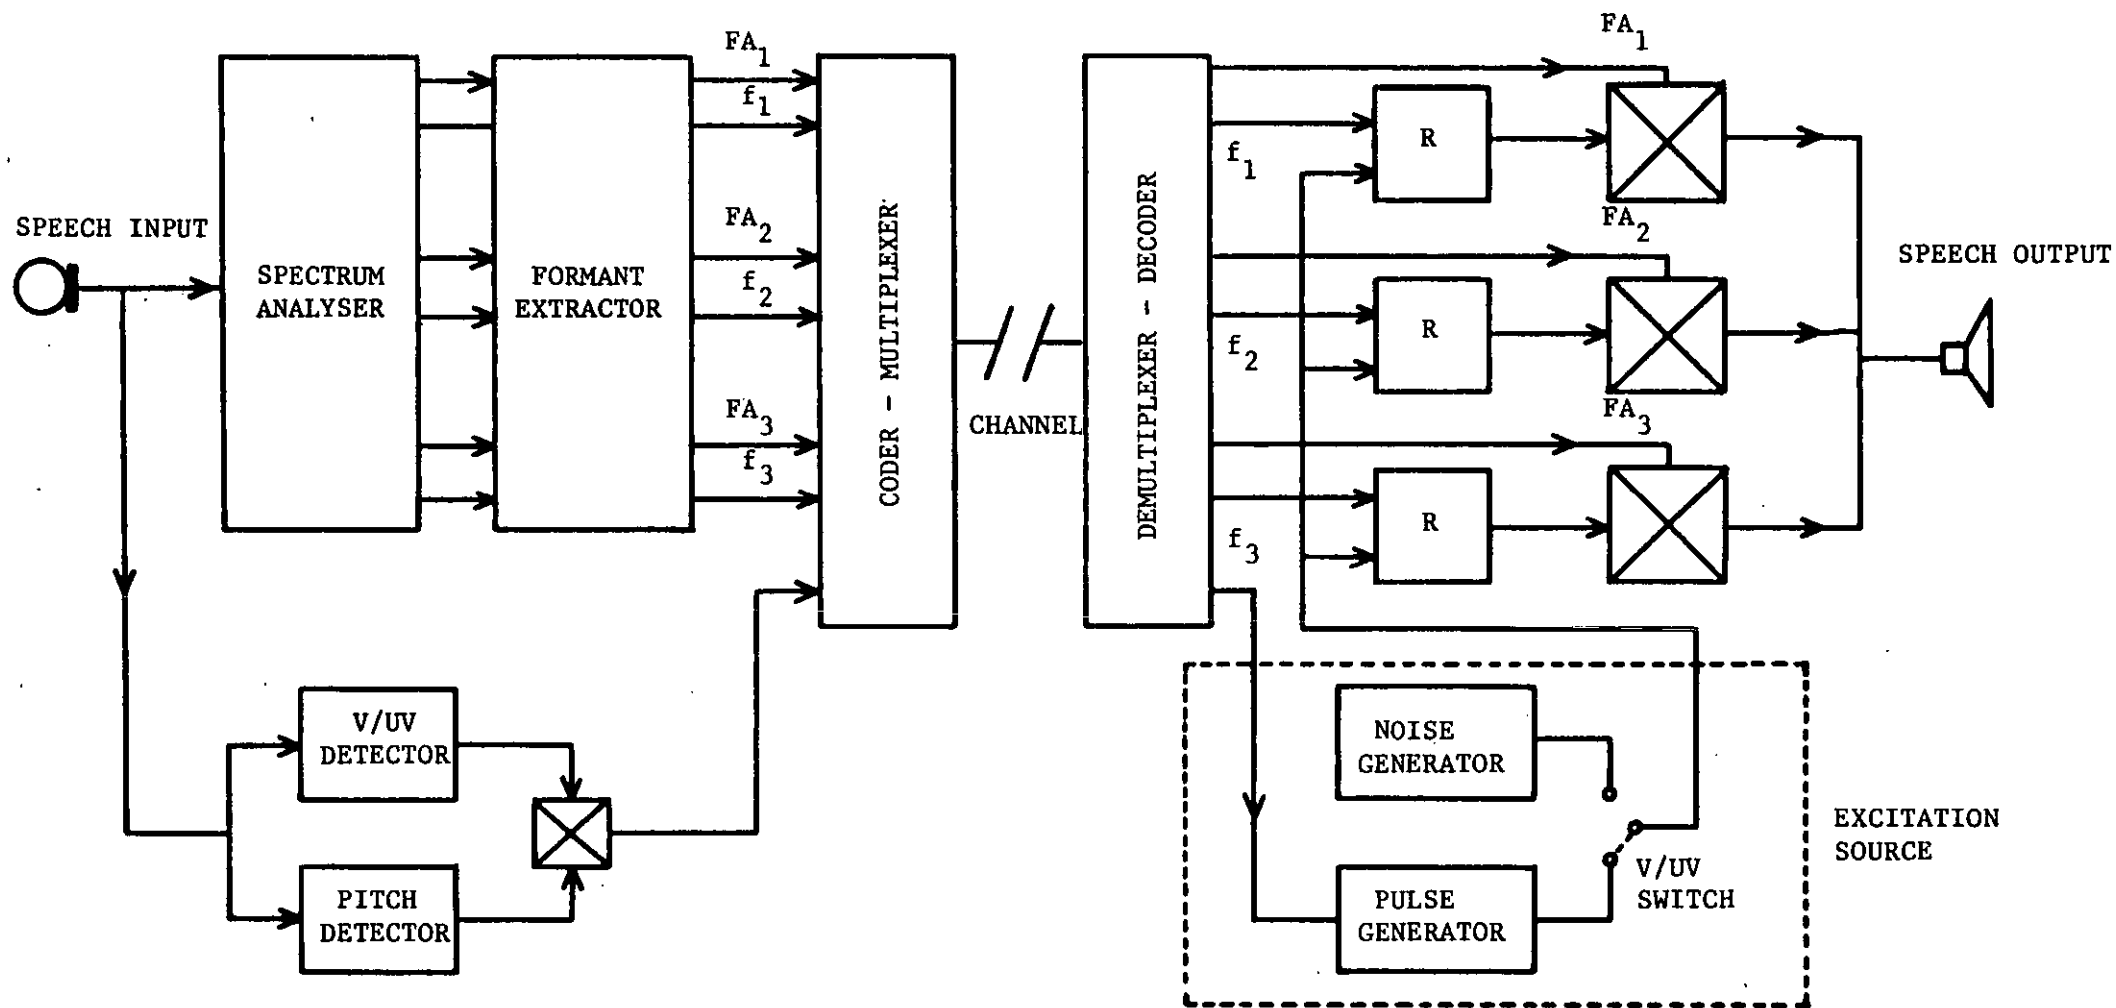 SPEECH INPUT
SPECTRUM
ANALYSER
FORMANT
EXTRACTOR
FA1
f1
FA2
f2
FA3
f3
CODER - MULTIPLEXER
CHANNEL
V/UV
DETECTOR
PITCH
DETECTOR
DEMULTIPLEXER - DECODER
FA1
f1
R
FA2
f2
R
FA3
f3
R
SPEECH OUTPUT
NOISE
GENERATOR
PULSE
GENERATOR
V/UV
SWITCH
EXCITATION
SOURCE